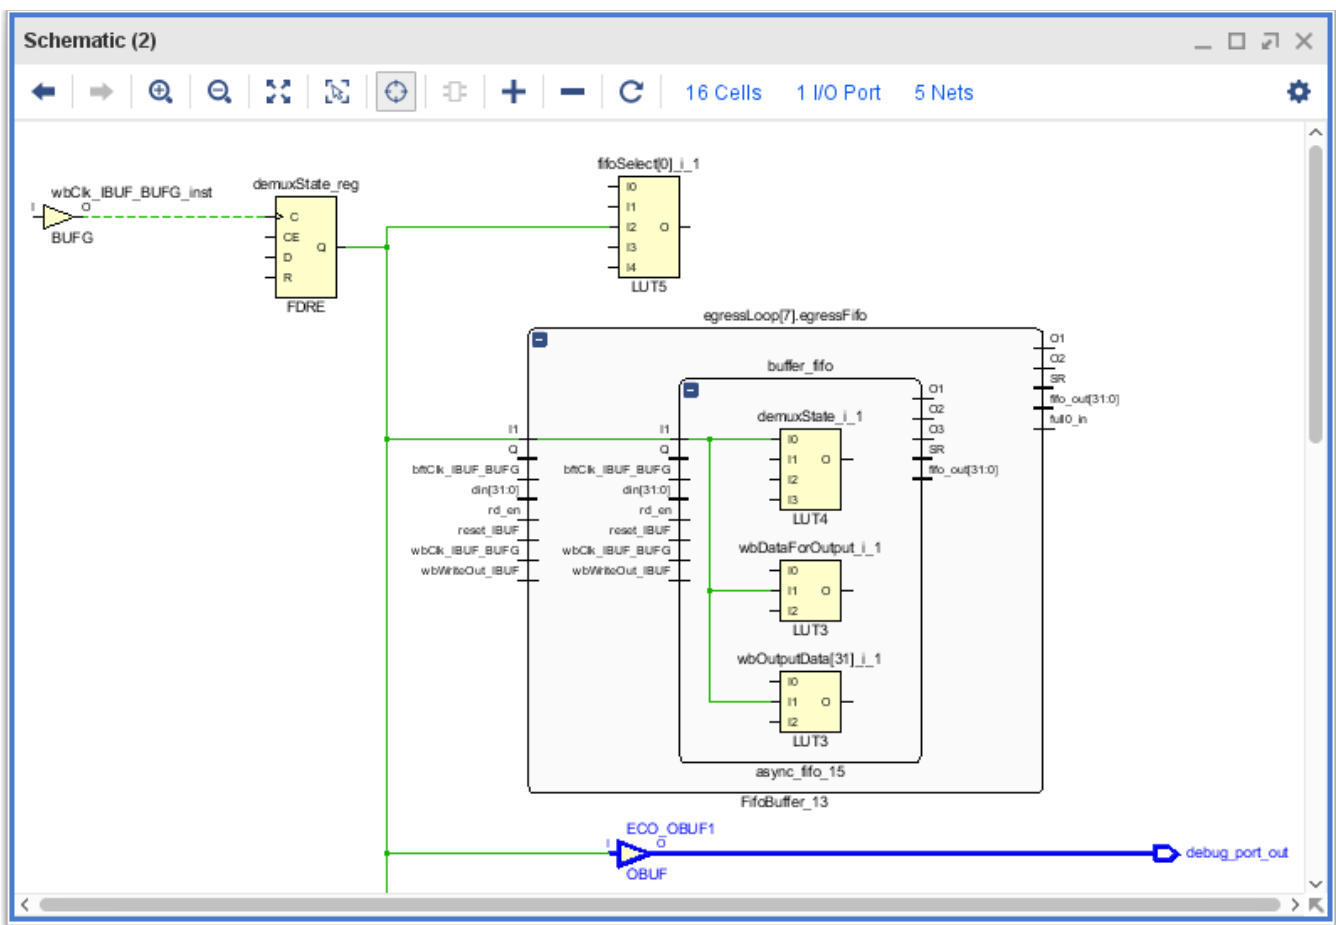 Schematic (2)
16 Cells 1 I/O Port 5 Nets
fifoSelect[0]_i_1
I0
I1
I2 O
I3
I4
LUT5
wbClk_IBUF_BUFG_inst
I O
BUFG
demuxState_reg
C
CE
Q
D
R
FDRE
egressLoop[7].egressFifo
O1
O2
SR
fifo_out[31:0]
full0_in
I1
Q
bftClk_IBUF_BUFG
din[31:0]
rd_en
reset_IBUF
wbClk_IBUF_BUFG
wbWriteOut_IBUF
buffer_fifo
O1
O2
O3
SR
fifo_out[31:0]
I1
Q
bftClk_IBUF_BUFG
din[31:0]
rd_en
reset_IBUF
wbClk_IBUF_BUFG
wbWriteOut_IBUF
demuxState_i_1
I0
I1 O
I2
I3
LUT4
wbDataForOutput_i_1
I0
I1 O
I2
LUT3
wbOutputData[31]_i_1
I0
I1 O
I2
LUT3
async_fifo_15
FifoBuffer_13
ECO_OBUF1
I O
OBUF
debug_port_out